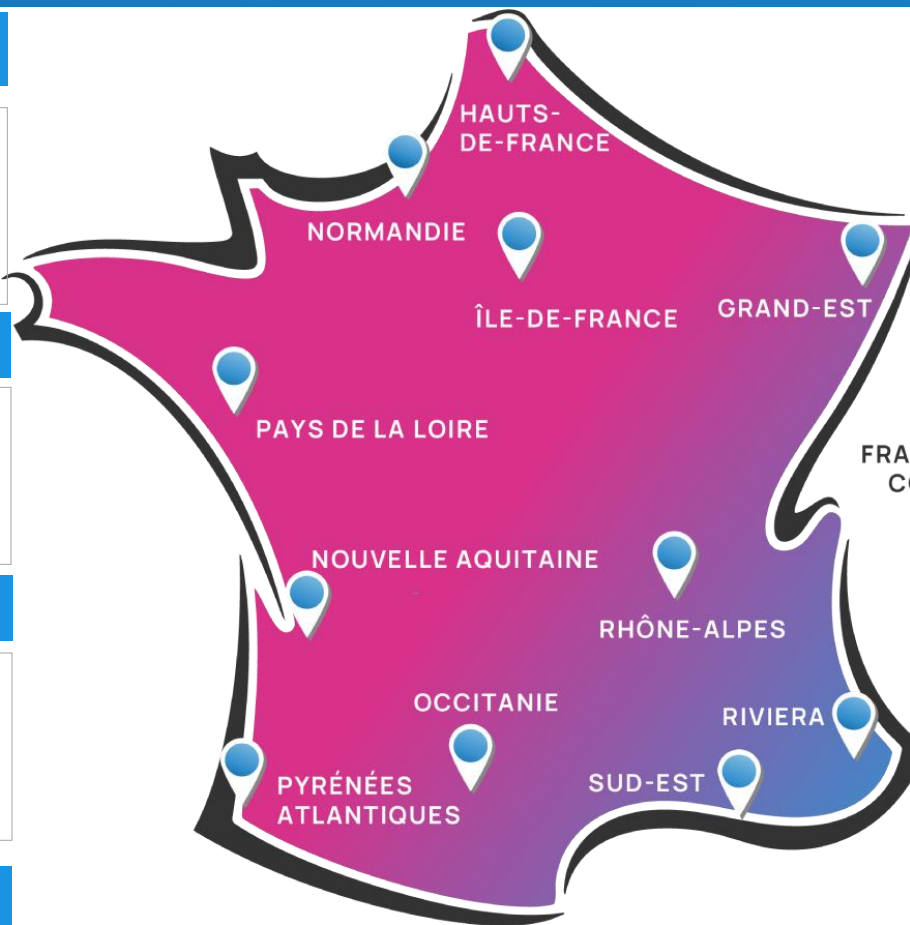 HAUTS-
DE-FRANCE
NORMANDIE
ÎLE-DE-FRANCE
GRAND-EST
PAYS DE LA LOIRE
NOUVELLE AQUITAINE
RHÔNE-ALPES
OCCITANIE
RIVIERA
SUD-EST
PYRÉNÉES
ATLANTIQUES